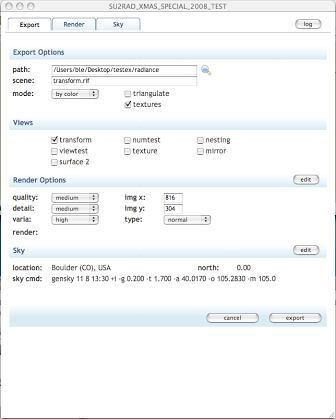 SU2RAD_XMAS_SPECIAL_2008_TEST
Export Render Sky log
Export Options
path: /Users/ble/Desktop/testex/radiance
scene: transform.rif
mode: by color triangulate
textures
Views
transform numtest nesting
viewtest texture mirror
surface 2
Render Options edit
quality: medium img x: 816
detail: medium img y: 304
varia: high type: normal
render:
Sky edit
location: Boulder (CO), USA north: 0.00
sky cmd: gensky 11 8 13:30 +i -g 0.200 -t 1.700 -a 40.0170 -o 105.2830 -m 105.0
cancel export